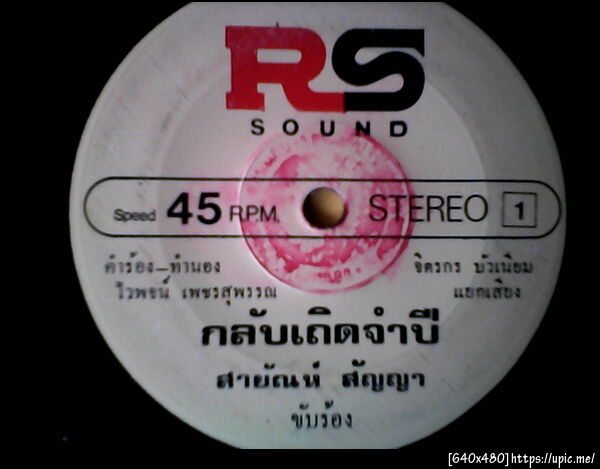 RS
SOUND
Speed 45 R.P.M. STEREO 1
คำร้อง-ทำนอง จิตรกร บัวเนียม
ไวพจน์ เพชรสุพรรณ แยกเสียง
กลับเถิดจำปี
สายัณห์ สัญญา
ขับร้อง
[640x480]https://upic.me/